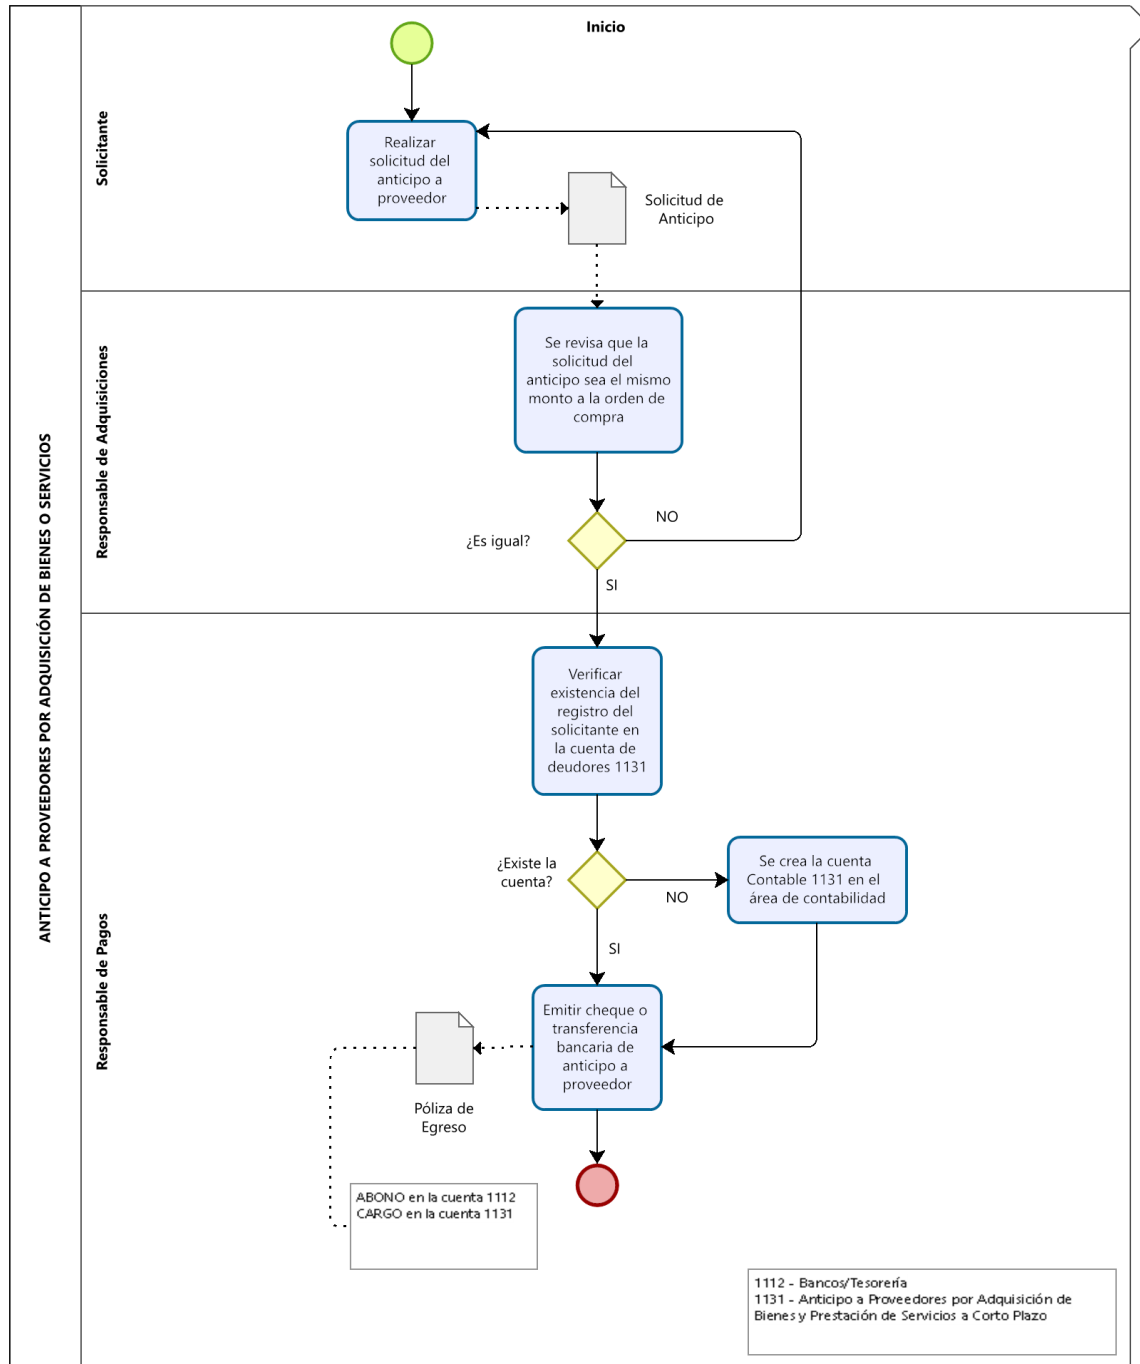 ANTICIPO A PROVEEDORES POR ADQUISICIÓN DE BIENES O SERVICIOS
Inicio
Solicitante
Realizar
solicitud del
anticipo a
proveedor
Solicitud de
Anticipo
Responsable de Adquisiciones
Se revisa que la
solicitud del
anticipo sea el mismo
monto a la orden de
compra
¿Es igual?
NO
SI
Responsable de Pagos
Verificar
existencia del
registro del
solicitante en
la cuenta de
deudores 1131
¿Existe la
cuenta?
NO
Se crea la cuenta
Contable 1131 en el
área de contabilidad
SI
Emitir cheque o
transferencia
bancaria de
anticipo a
proveedor
Póliza de
Egreso
ABONO en la cuenta 1112
CARGO en la cuenta 1131
1112 - Bancos/Tesorería
1131 - Anticipo a Proveedores por Adquisición de
Bienes y Prestación de Servicios a Corto Plazo